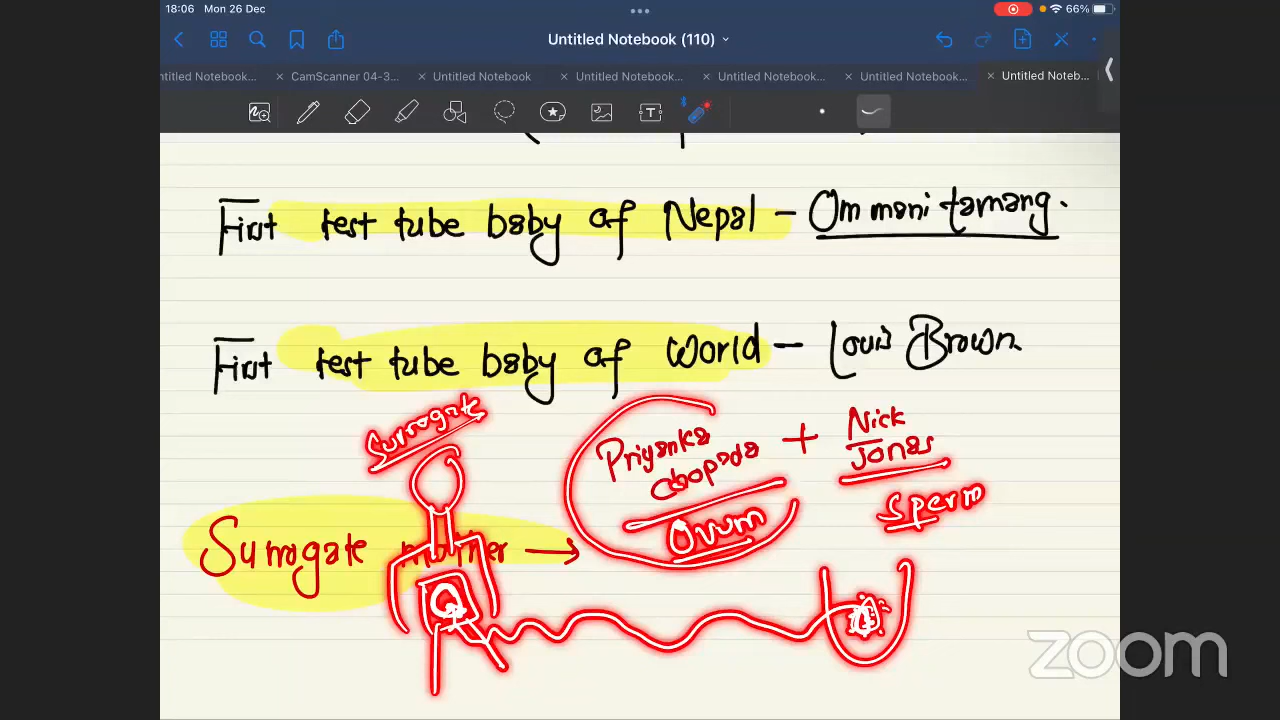 18:06 Mon 26 Dec
66%
Untitled Notebook (110)
ntitled Notebook...
CamScanner 04-3...
Untitled Notebook
Untitled Notebook...
Untitled Notebook...
Untitled Notebook...
Untitled Noteb...
T
First test tube baby of Nepal - Om mani tamang.
First test tube baby of World - Louis Brown
Surrogate
Priyanka
Chopada
+
Nick
Jonas
Ovum
Sperm
Surrogate mother →
zoom